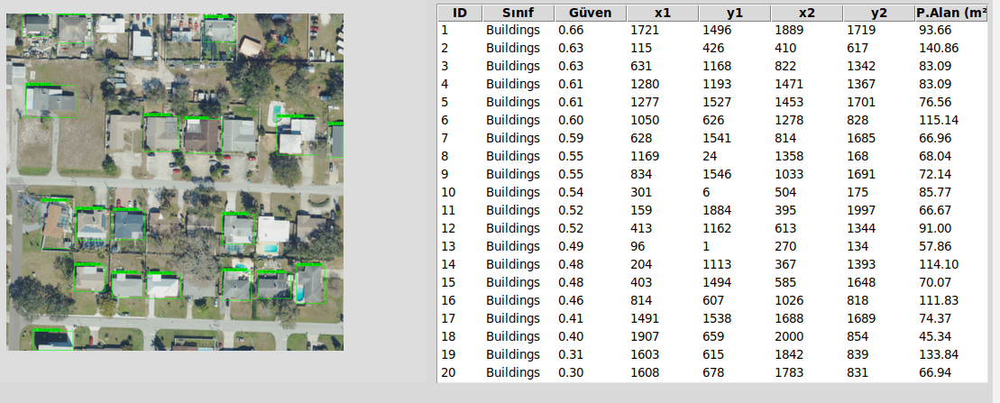 ID Sınıf Güven x1 y1 x2 y2 P.Alan (m²
1 Buildings 0.66 1721 1496 1889 1719 93.66
2 Buildings 0.63 115 426 410 617 140.86
3 Buildings 0.63 631 1168 822 1342 83.09
4 Buildings 0.61 1280 1193 1471 1367 83.09
5 Buildings 0.61 1277 1527 1453 1701 76.56
6 Buildings 0.60 1050 626 1278 828 115.14
7 Buildings 0.59 628 1541 814 1685 66.96
8 Buildings 0.55 1169 24 1358 168 68.04
9 Buildings 0.55 834 1546 1033 1691 72.14
10 Buildings 0.54 301 6 504 175 85.77
11 Buildings 0.52 159 1884 395 1997 66.67
12 Buildings 0.52 413 1162 613 1344 91.00
13 Buildings 0.49 96 1 270 134 57.86
14 Buildings 0.48 204 1113 367 1393 114.10
15 Buildings 0.48 403 1494 585 1648 70.07
16 Buildings 0.46 814 607 1026 818 111.83
17 Buildings 0.41 1491 1538 1688 1689 74.37
18 Buildings 0.40 1907 659 2000 854 45.34
19 Buildings 0.31 1603 615 1842 839 133.84
20 Buildings 0.30 1608 678 1783 831 66.94